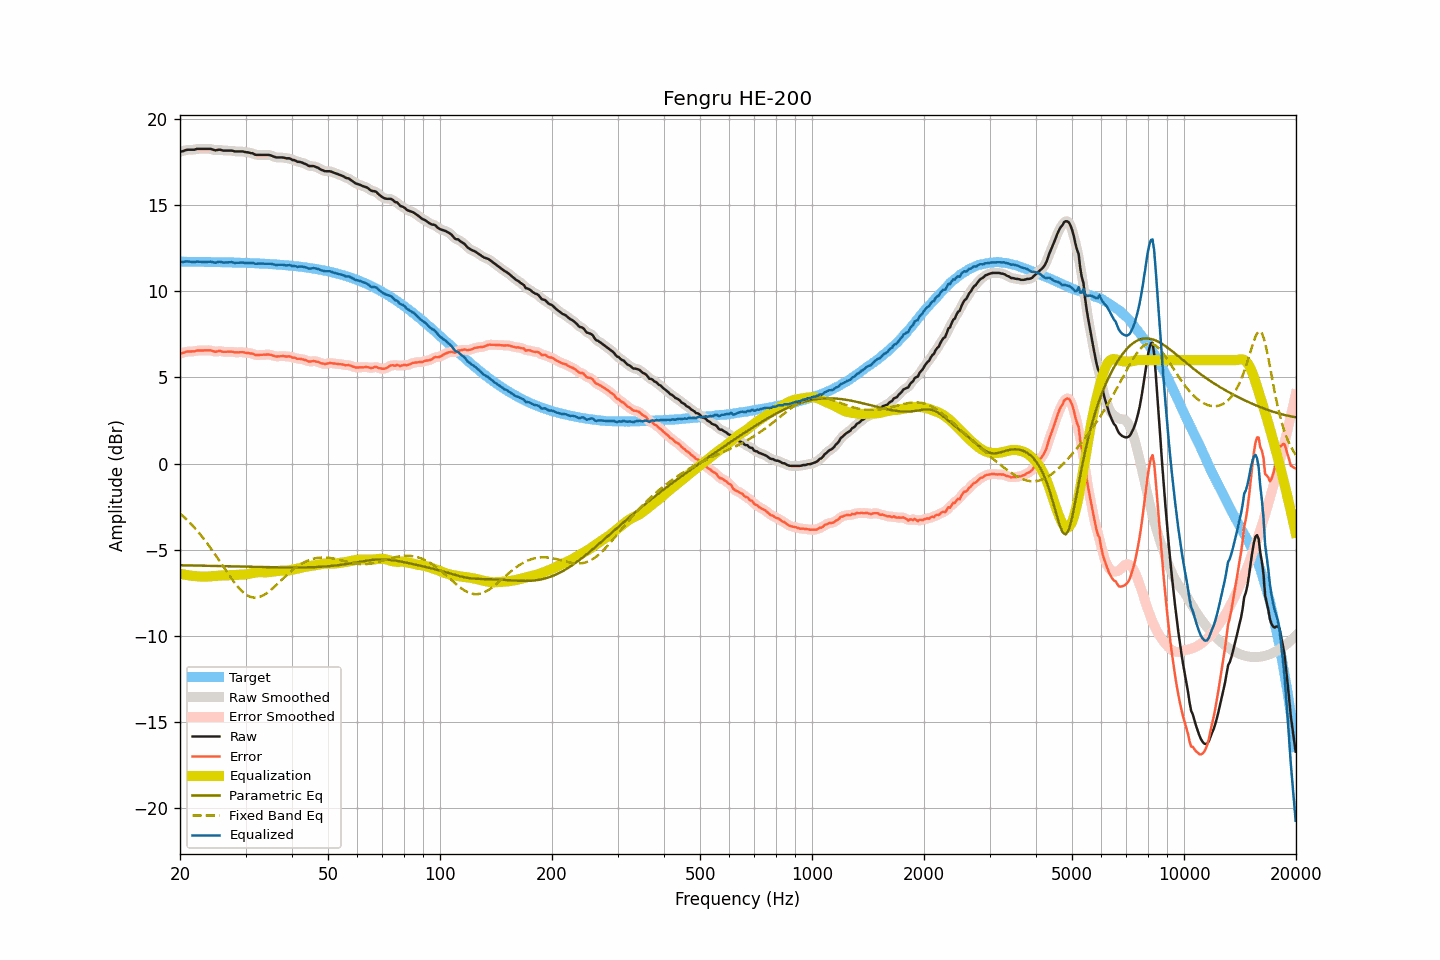 Fengru HE-200
20
15
10
5
0
−5
−10
−15
−20
Amplitude (dBr)
Target
Raw Smoothed
Error Smoothed
Raw
Error
Equalization
Parametric Eq
Fixed Band Eq
Equalized
20 50 100 200 500 1000 2000 5000 10000 20000
Frequency (Hz)